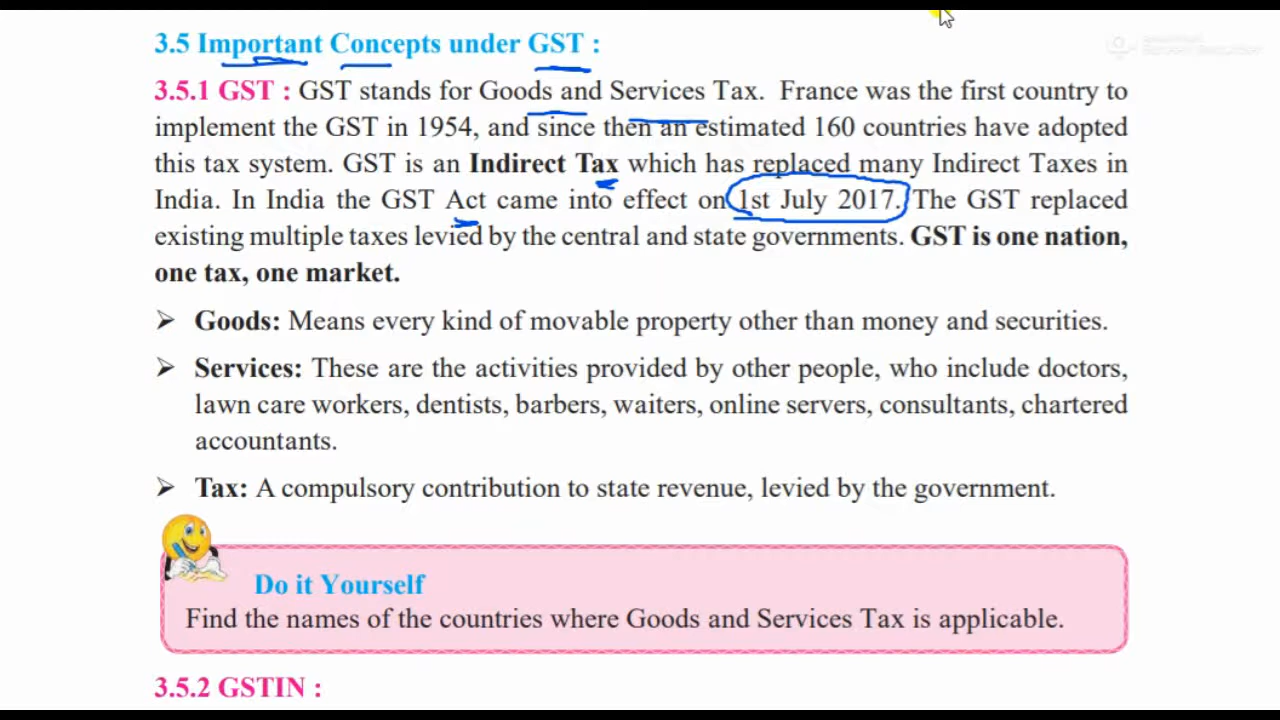 3.5 Important Concepts under GST :
3.5.1 GST : GST stands for Goods and Services Tax. France was the first country to
implement the GST in 1954, and since then an estimated 160 countries have adopted
this tax system. GST is an Indirect Tax which has replaced many Indirect Taxes in
India. In India the GST Act came into effect on 1st July 2017. The GST replaced
existing multiple taxes levied by the central and state governments. GST is one nation,
one tax, one market.
➢ Goods: Means every kind of movable property other than money and securities.
➢ Services: These are the activities provided by other people, who include doctors,
lawn care workers, dentists, barbers, waiters, online servers, consultants, chartered
accountants.
➢ Tax: A compulsory contribution to state revenue, levied by the government.
Do it Yourself
Find the names of the countries where Goods and Services Tax is applicable.
3.5.2 GSTIN :